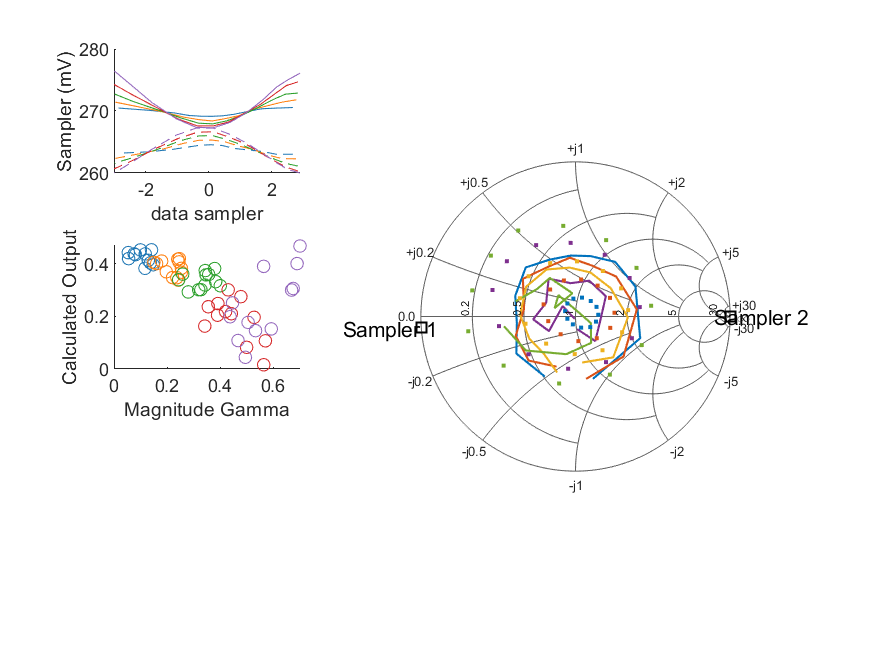 280
270
260
Sampler (mV)
-2
0
2
data sampler
0.4
0.2
0
Calculated Output
0
0.2
0.4
0.6
Magnitude Gamma
+j1
+j0.5
+j2
+j0.2
+j5
0.0
0.2
0.5
1
2
5
30
+j30
-j30
Sampler 1
Sampler 2
-j0.2
-j5
-j0.5
-j2
-j1